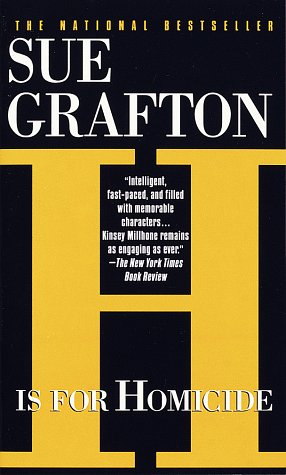 THE NATIONAL BESTSELLER
SUE
GRAFTON
H
"Intelligent,
fast-paced, and filled
with memorable
characters...
Kinsey Millhone remains
as engaging as ever."
—The New York Times
Book Review
IS FOR HOMICIDE